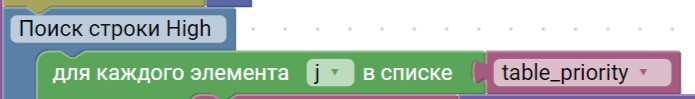 Поиск строки High
для каждого элемента j в списке table_priority